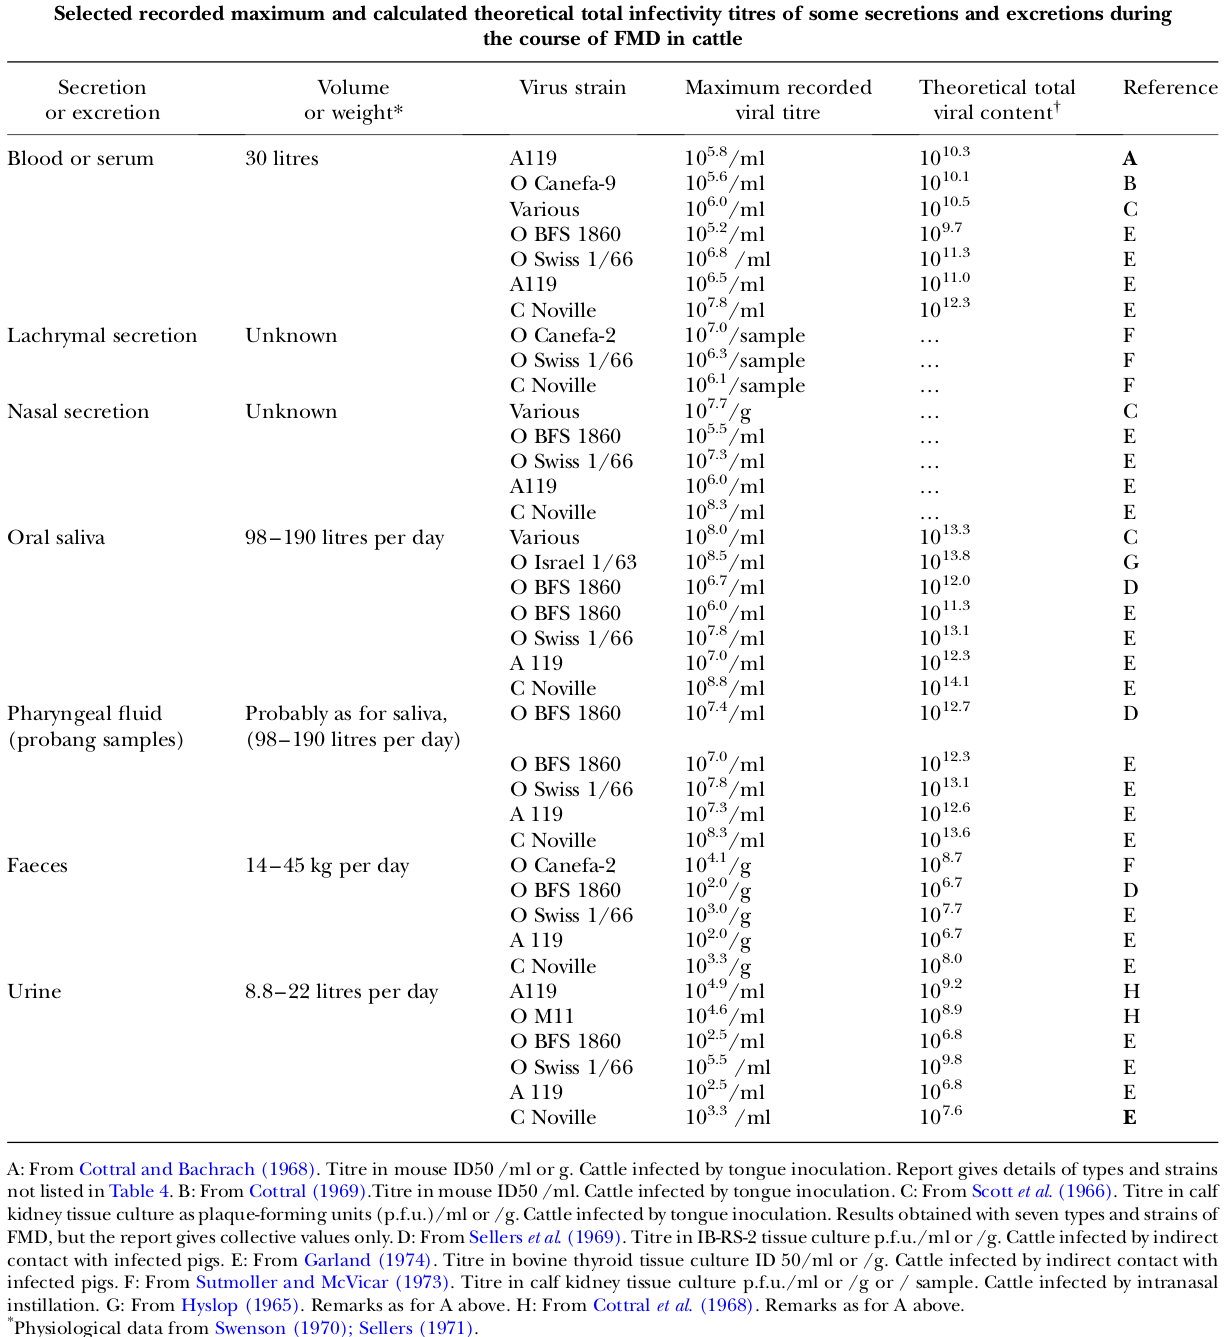 Selected recorded maximum and calculated theoretical total infectivity titres of some secretions and excretions during
the course of FMD in cattle
Secretion or excretion | Volume or weight* | Virus strain | Maximum recorded viral titre | Theoretical total viral content† | Reference
Blood or serum | 30 litres | A119 | 10^5.8/ml | 10^10.3 | A
O Canefa-9 | 10^5.6/ml | 10^10.1 | B
Various | 10^6.0/ml | 10^10.5 | C
O BFS 1860 | 10^5.2/ml | 10^9.7 | E
O Swiss 1/66 | 10^6.8 /ml | 10^11.3 | E
A119 | 10^6.5/ml | 10^11.0 | E
C Noville | 10^7.8/ml | 10^12.3 | E
Lachrymal secretion | Unknown | O Canefa-2 | 10^7.0/sample | … | F
O Swiss 1/66 | 10^6.3/sample | … | F
C Noville | 10^6.1/sample | … | F
Nasal secretion | Unknown | Various | 10^7.7/g | … | C
O BFS 1860 | 10^5.5/ml | … | E
O Swiss 1/66 | 10^7.3/ml | … | E
A119 | 10^6.0/ml | … | E
C Noville | 10^8.3/ml | … | E
Oral saliva | 98–190 litres per day | Various | 10^8.0/ml | 10^13.3 | C
O Israel 1/63 | 10^8.5/ml | 10^13.8 | G
O BFS 1860 | 10^6.7/ml | 10^12.0 | D
O BFS 1860 | 10^6.0/ml | 10^11.3 | E
O Swiss 1/66 | 10^7.8/ml | 10^13.1 | E
A 119 | 10^7.0/ml | 10^12.3 | E
C Noville | 10^8.8/ml | 10^14.1 | E
Pharyngeal fluid | Probably as for saliva, | O BFS 1860 | 10^7.4/ml | 10^12.7 | D
(probang samples) | (98–190 litres per day)
O BFS 1860 | 10^7.0/ml | 10^12.3 | E
O Swiss 1/66 | 10^7.8/ml | 10^13.1 | E
A 119 | 10^7.3/ml | 10^12.6 | E
C Noville | 10^8.3/ml | 10^13.6 | E
Faeces | 14–45 kg per day | O Canefa-2 | 10^4.1/g | 10^8.7 | F
O BFS 1860 | 10^2.0/g | 10^6.7 | D
O Swiss 1/66 | 10^3.0/g | 10^7.7 | E
A 119 | 10^2.0/g | 10^6.7 | E
C Noville | 10^3.3/g | 10^8.0 | E
Urine | 8.8–22 litres per day | A119 | 10^4.9/ml | 10^9.2 | H
O M11 | 10^4.6/ml | 10^8.9 | H
O BFS 1860 | 10^2.5/ml | 10^6.8 | E
O Swiss 1/66 | 10^5.5 /ml | 10^9.8 | E
A 119 | 10^2.5/ml | 10^6.8 | E
C Noville | 10^3.3 /ml | 10^7.6 | E
A: From Cottral and Bachrach (1968). Titre in mouse ID50 /ml or g. Cattle infected by tongue inoculation. Report gives details of types and strains
not listed in Table 4. B: From Cottral (1969).Titre in mouse ID50 /ml. Cattle infected by tongue inoculation. C: From Scott et al. (1966). Titre in calf
kidney tissue culture as plaque-forming units (p.f.u.)/ml or /g. Cattle infected by tongue inoculation. Results obtained with seven types and strains of
FMD, but the report gives collective values only. D: From Sellers et al. (1969). Titre in IB-RS-2 tissue culture p.f.u./ml or /g. Cattle infected by indirect
contact with infected pigs. E: From Garland (1974). Titre in bovine thyroid tissue culture ID 50/ml or /g. Cattle infected by indirect contact with
infected pigs. F: From Sutmoller and McVicar (1973). Titre in calf kidney tissue culture p.f.u./ml or /g or / sample. Cattle infected by intranasal
instillation. G: From Hyslop (1965). Remarks as for A above. H: From Cottral et al. (1968). Remarks as for A above.
*Physiological data from Swenson (1970); Sellers (1971).